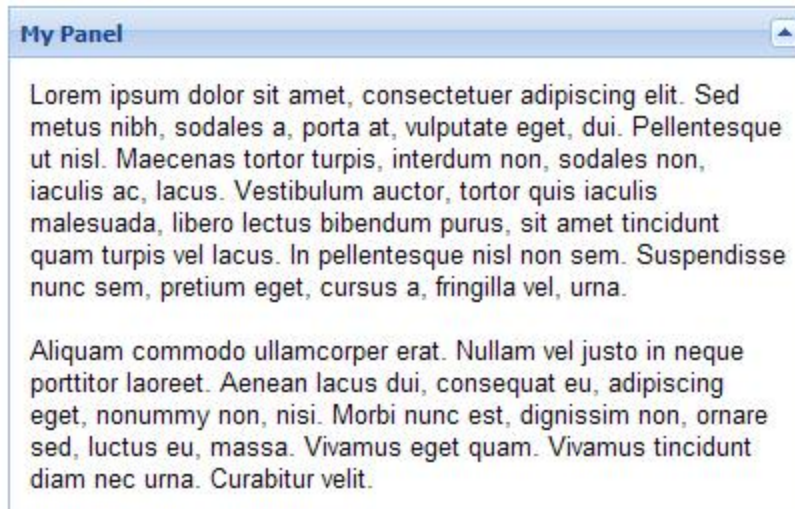 My Panel
Lorem ipsum dolor sit amet, consectetuer adipiscing elit. Sed
metus nibh, sodales a, porta at, vulputate eget, dui. Pellentesque
ut nisl. Maecenas tortor turpis, interdum non, sodales non,
iaculis ac, lacus. Vestibulum auctor, tortor quis iaculis
malesuada, libero lectus bibendum purus, sit amet tincidunt
quam turpis vel lacus. In pellentesque nisl non sem. Suspendisse
nunc sem, pretium eget, cursus a, fringilla vel, urna.
Aliquam commodo ullamcorper erat. Nullam vel justo in neque
porttitor laoreet. Aenean lacus dui, consequat eu, adipiscing
eget, nonummy non, nisi. Morbi nunc est, dignissim non, ornare
sed, luctus eu, massa. Vivamus eget quam. Vivamus tincidunt
diam nec urna. Curabitur velit.